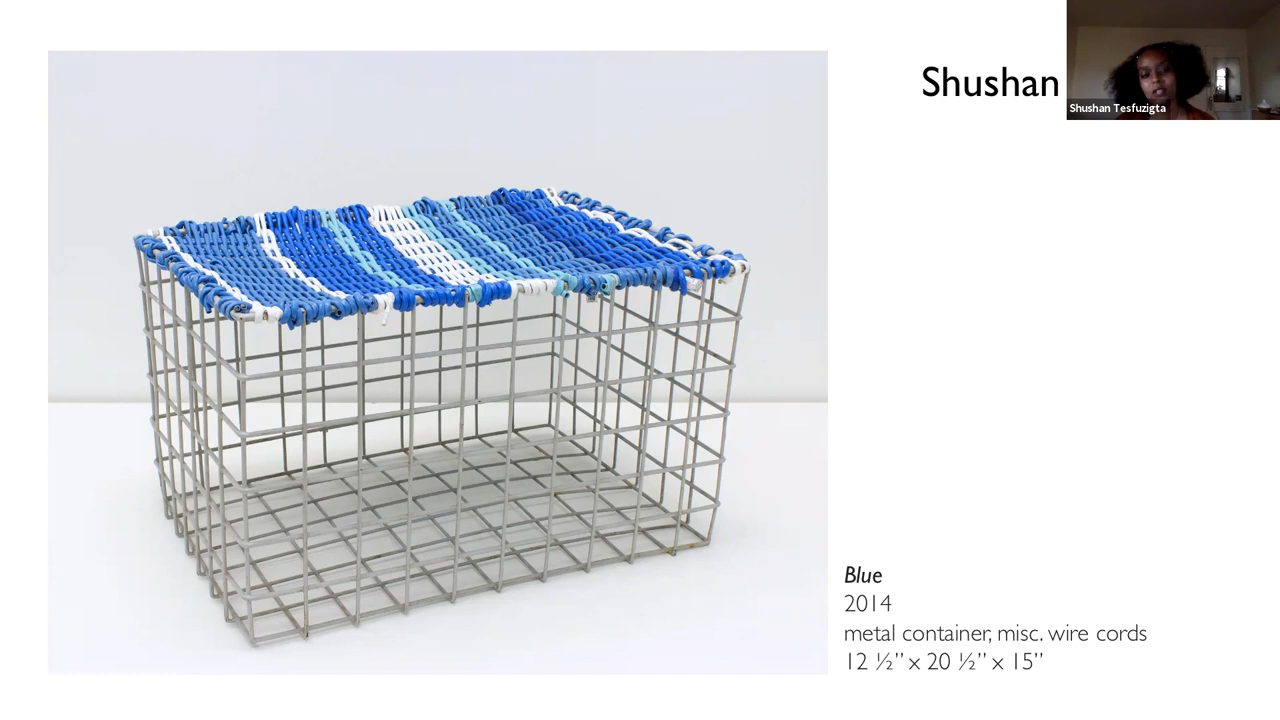 Shushan
Shushan Tesfuzigta
Blue
2014
metal container, misc. wire cords
12 ½” x 20 ½” x 15”